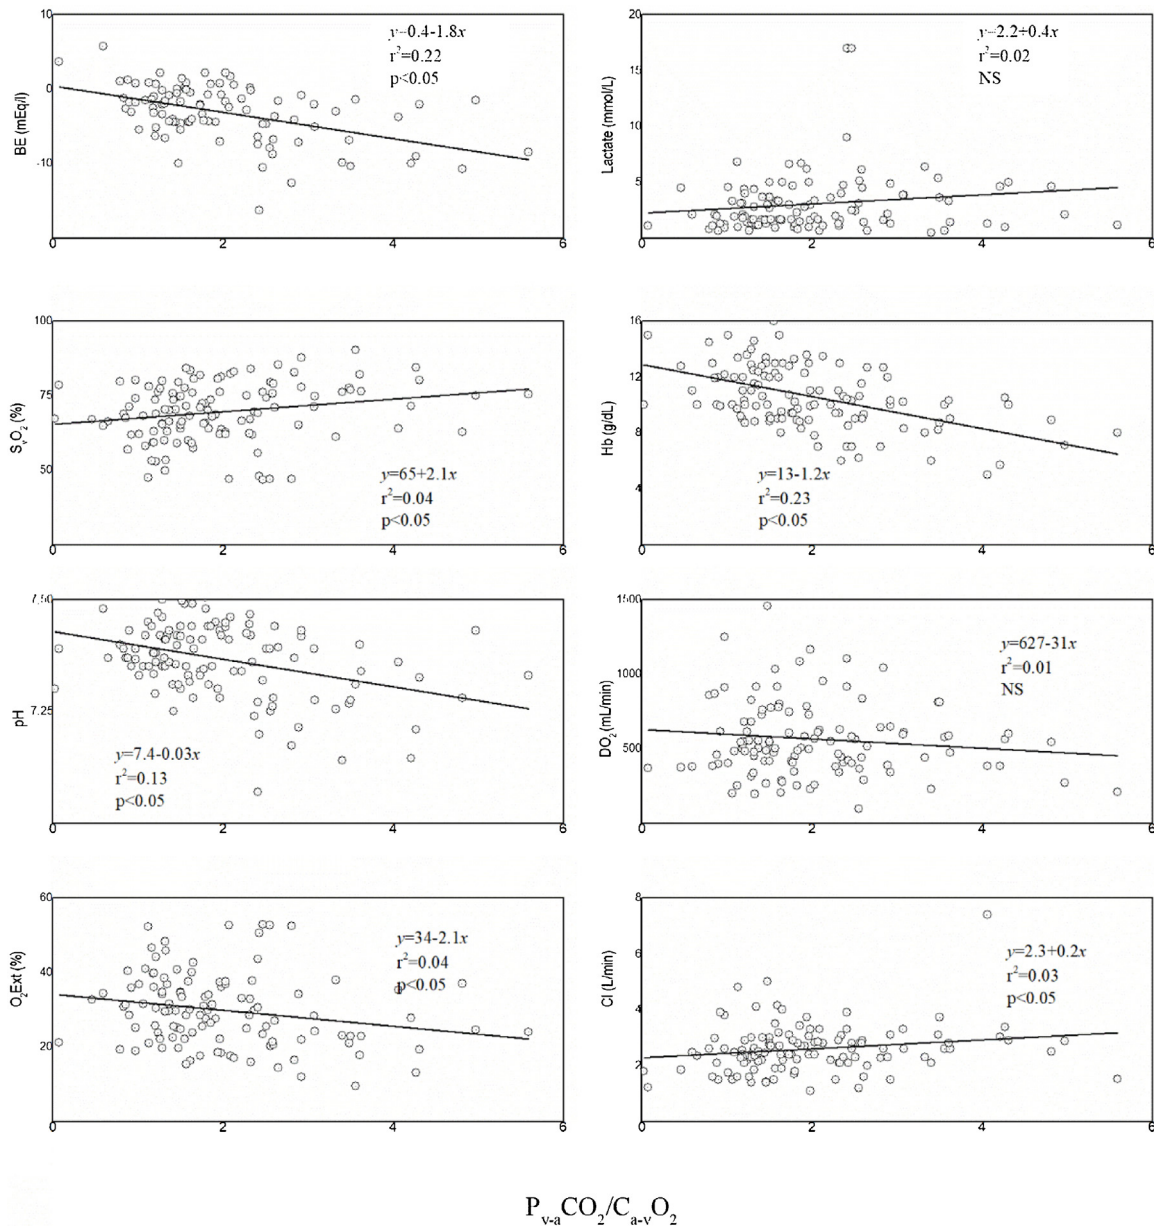 10
0
-10
BE (mEq/l)
y=0.4-1.8x
r²=0.22
p<0.05
0
2
4
6
20
15
10
5
Lactate (mmol/L)
y=2.2+0.4x
r²=0.02
NS
0
2
4
6
100
75
50
SᵥO₂ (%)
y=65+2.1x
r²=0.04
p<0.05
0
2
4
6
16
12
8
4
Hb (g/dL)
y=13-1.2x
r²=0.23
p<0.05
0
2
4
6
7.50
7.25
pH
y=7.4-0.03x
r²=0.13
p<0.05
0
2
4
6
1500
1000
500
DO₂ (mL/min)
y=627-31x
r²=0.01
NS
0
2
4
6
60
40
20
O₂Ext (%)
y=34-2.1x
r²=0.04
p<0.05
0
2
4
6
8
6
4
2
CI (L/min)
y=2.3+0.2x
r²=0.03
p<0.05
0
2
4
6
Pᵥ₋ₐCO₂/Cₐ₋ᵥO₂